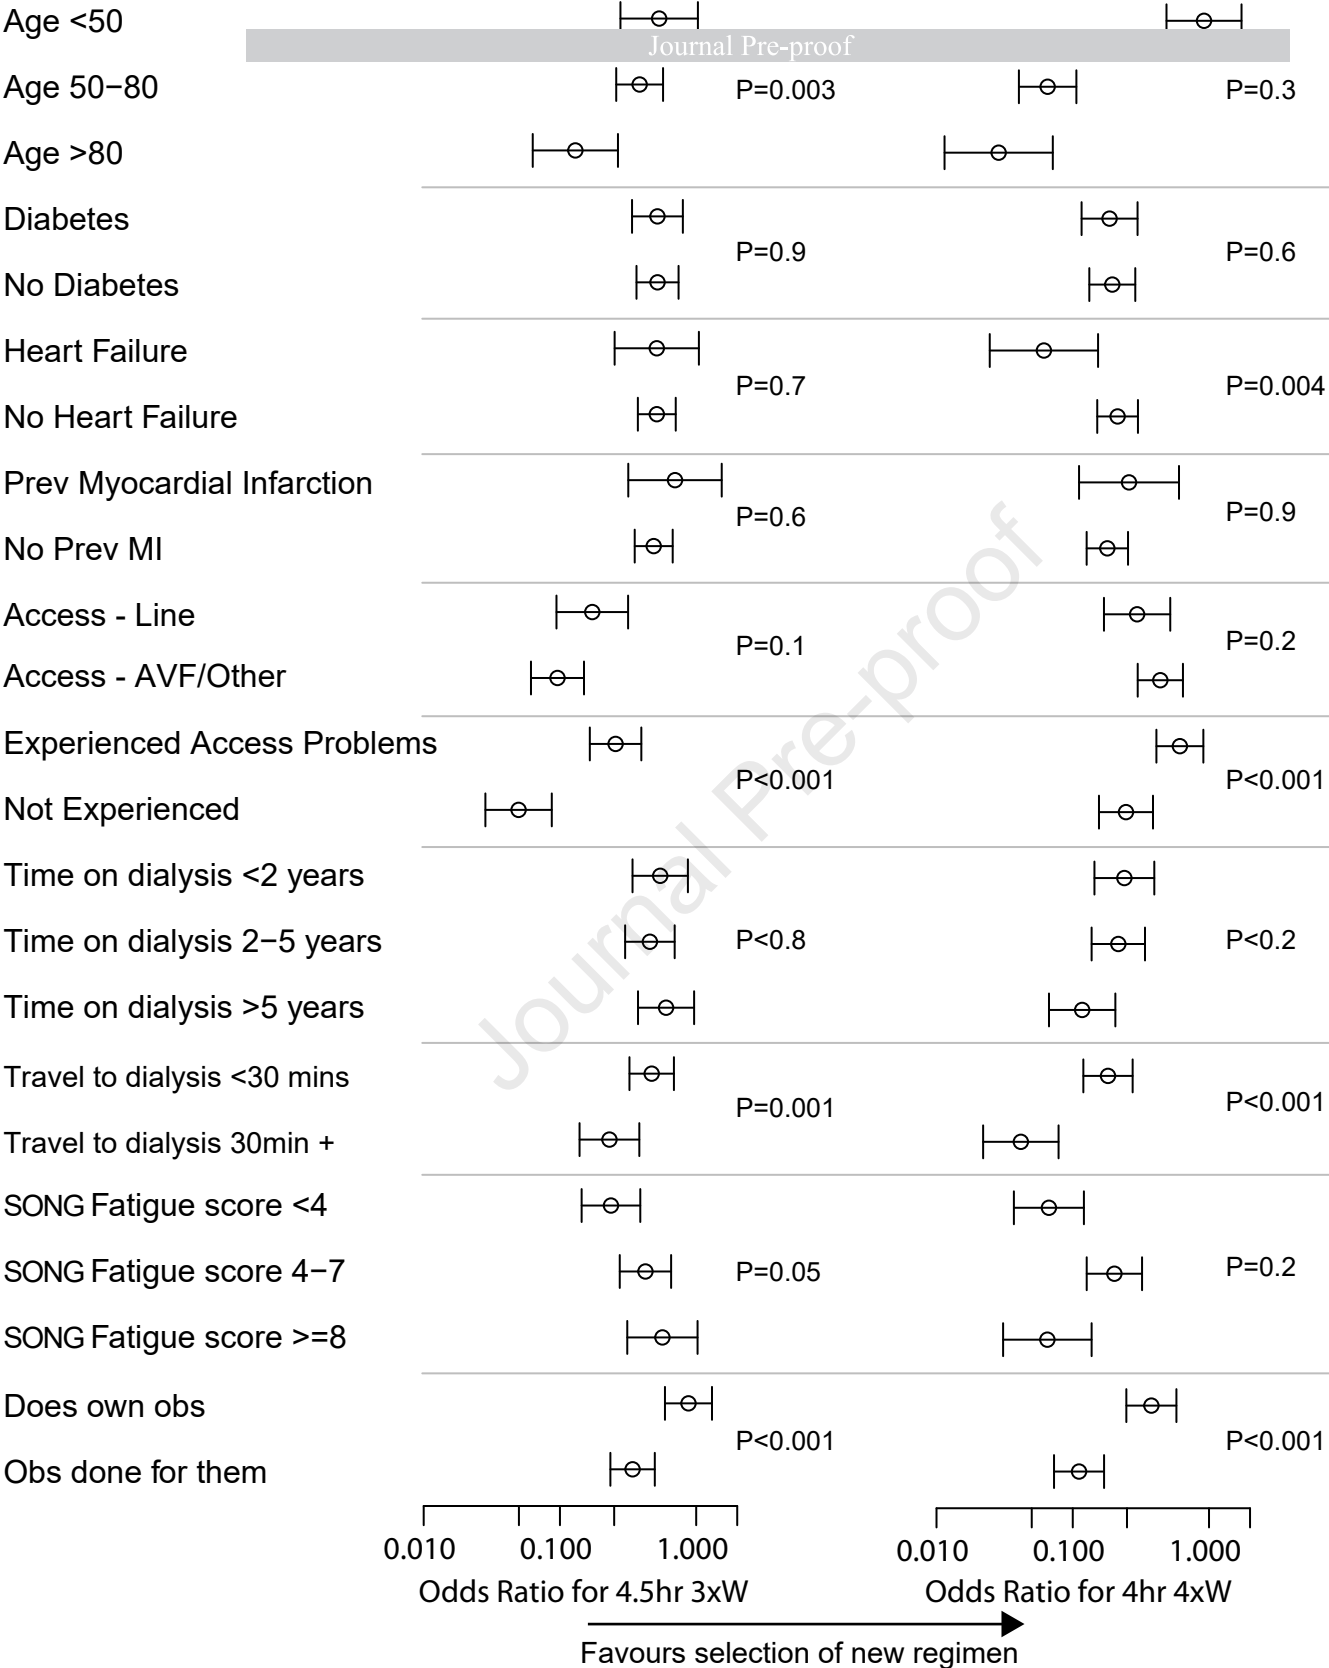 Age <50
Journal Pre-proof
Age 50−80 P=0.003 P=0.3
Age >80
Diabetes
P=0.9 P=0.6
No Diabetes
Heart Failure
P=0.7 P=0.004
No Heart Failure
Prev Myocardial Infarction
P=0.6 P=0.9
No Prev MI
Access - Line
P=0.1 P=0.2
Access - AVF/Other
Experienced Access Problems
P<0.001 P<0.001
Not Experienced
Time on dialysis <2 years
Time on dialysis 2−5 years P<0.8 P<0.2
Time on dialysis >5 years
Travel to dialysis <30 mins
P=0.001 P<0.001
Travel to dialysis 30min +
SONG Fatigue score <4
SONG Fatigue score 4−7 P=0.05 P=0.2
SONG Fatigue score >=8
Does own obs
P<0.001 P<0.001
Obs done for them
0.010 0.100 1.000 0.010 0.100 1.000
Odds Ratio for 4.5hr 3xW Odds Ratio for 4hr 4xW
Favours selection of new regimen
Journal Pre-proof